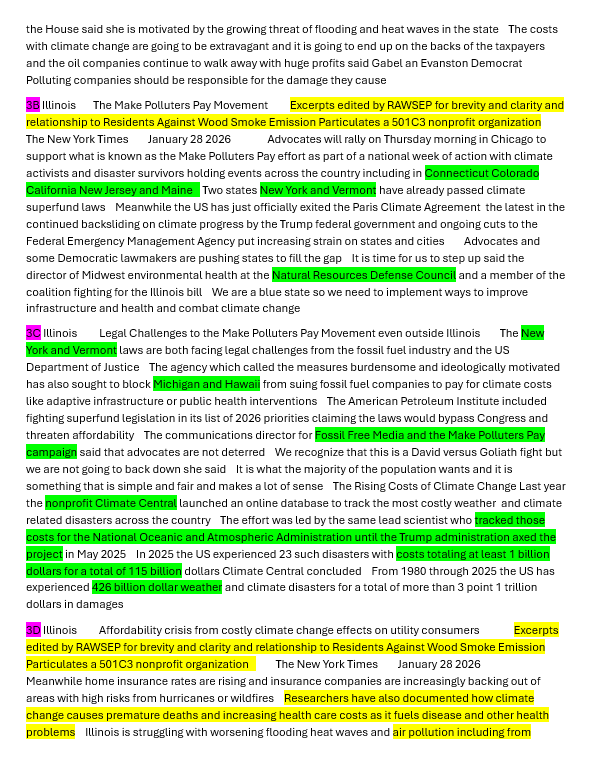 the House said she is motivated by the growing threat of flooding and heat waves in the state   The costs
with climate change are going to be extravagant and it is going to end up on the backs of the taxpayers
and the oil companies continue to walk away with huge profits said Gabel an Evanston Democrat
Polluting companies should be responsible for the damage they cause
3B Illinois   The Make Polluters Pay Movement   Excerpts edited by RAWSEP for brevity and clarity and
relationship to Residents Against Wood Smoke Emission Particulates a 501C3 nonprofit organization
The New York Times   January 28 2026   Advocates will rally on Thursday morning in Chicago to
support what is known as the Make Polluters Pay effort as part of a national week of action with climate
activists and disaster survivors holding events across the country including in Connecticut Colorado
California New Jersey and Maine   Two states New York and Vermont have already passed climate
superfund laws   Meanwhile the US has just officially exited the Paris Climate Agreement  the latest in the
continued backsliding on climate progress by the Trump federal government and ongoing cuts to the
Federal Emergency Management Agency put increasing strain on states and cities   Advocates and
some Democratic lawmakers are pushing states to fill the gap   It is time for us to step up said the
director of Midwest environmental health at the Natural Resources Defense Council and a member of the
coalition fighting for the Illinois bill   We are a blue state so we need to implement ways to improve
infrastructure and health and combat climate change
3C Illinois   Legal Challenges to the Make Polluters Pay Movement even outside Illinois   The New
York and Vermont laws are both facing legal challenges from the fossil fuel industry and the US
Department of Justice   The agency which called the measures burdensome and ideologically motivated
has also sought to block Michigan and Hawaii from suing fossil fuel companies to pay for climate costs
like adaptive infrastructure or public health interventions   The American Petroleum Institute included
fighting superfund legislation in its list of 2026 priorities claiming the laws would bypass Congress and
threaten affordability   The communications director for Fossil Free Media and the Make Polluters Pay
campaign said that advocates are not deterred   We recognize that this is a David versus Goliath fight but
we are not going to back down she said   It is what the majority of the population wants and it is
something that is simple and fair and makes a lot of sense   The Rising Costs of Climate Change Last year
the nonprofit Climate Central launched an online database to track the most costly weather  and climate
related disasters across the country   The effort was led by the same lead scientist who tracked those
costs for the National Oceanic and Atmospheric Administration until the Trump administration axed the
project in May 2025   In 2025 the US experienced 23 such disasters with costs totaling at least 1 billion
dollars for a total of 115 billion dollars Climate Central concluded   From 1980 through 2025 the US has
experienced 426 billion dollar weather and climate disasters for a total of more than 3 point 1 trillion
dollars in damages
3D Illinois   Affordability crisis from costly climate change effects on utility consumers   Excerpts
edited by RAWSEP for brevity and clarity and relationship to Residents Against Wood Smoke Emission
Particulates a 501C3 nonprofit organization   The New York Times   January 28 2026
Meanwhile home insurance rates are rising and insurance companies are increasingly backing out of
areas with high risks from hurricanes or wildfires   Researchers have also documented how climate
change causes premature deaths and increasing health care costs as it fuels disease and other health
problems   Illinois is struggling with worsening flooding heat waves and air pollution including from